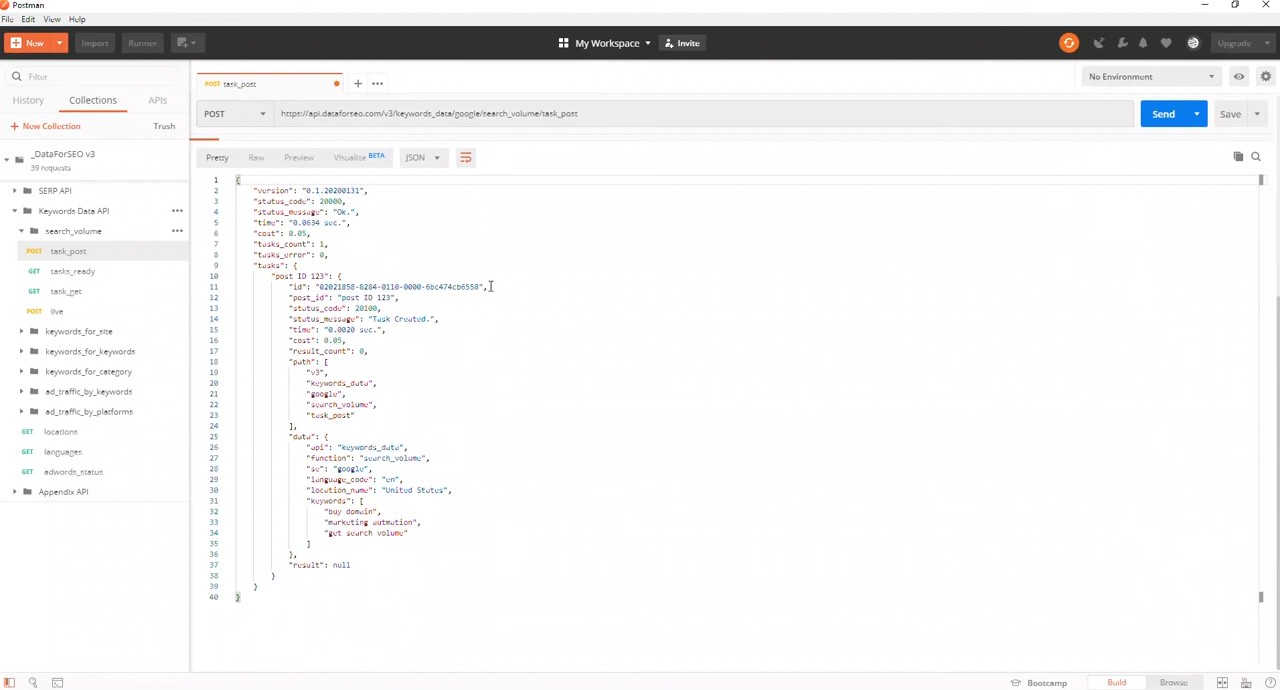 Postman
File Edit View Help
New Import Runner My Workspace Invite Upgrade
Filter
History Collections APIs
New Collection Trash
_DataForSEO v3
39 requests
SERP API
Keywords Data API
search_volume
POST task_post
GET tasks_ready
GET task_get
POST live
keywords_for_site
keywords_for_keywords
keywords_for_category
ad_traffic_by_keywords
ad_traffic_by_platforms
GET locations
GET languages
GET adwords_status
Appendix API
POST task_post
No Environment
POST https://api.dataforseo.com/v3/keywords_data/google/search_volume/task_post Send Save
Pretty Raw Preview Visualize BETA JSON
1 {
2 "version": "0.1.20200131",
3 "status_code": 20000,
4 "status_message": "Ok.",
5 "time": "0.0634 sec.",
6 "cost": 0.05,
7 "tasks_count": 1,
8 "tasks_error": 0,
9 "tasks": {
10 "post ID 123": {
11 "id": "02021858-8284-0110-0000-6bc474cb6558",
12 "post_id": "post ID 123",
13 "status_code": 20100,
14 "status_message": "Task Created.",
15 "time": "0.0020 sec.",
16 "cost": 0.05,
17 "result_count": 0,
18 "path": [
19 "v3",
20 "keywords_data",
21 "google",
22 "search_volume",
23 "task_post"
24 ],
25 "data": {
26 "api": "keywords_data",
27 "function": "search_volume",
28 "se": "google",
29 "language_code": "en",
30 "location_name": "United States",
31 "keywords": [
32 "buy domain",
33 "marketing autmation",
34 "get search volume"
35 ]
36 },
37 "result": null
38 }
39 }
40 }
Bootcamp Build Browse